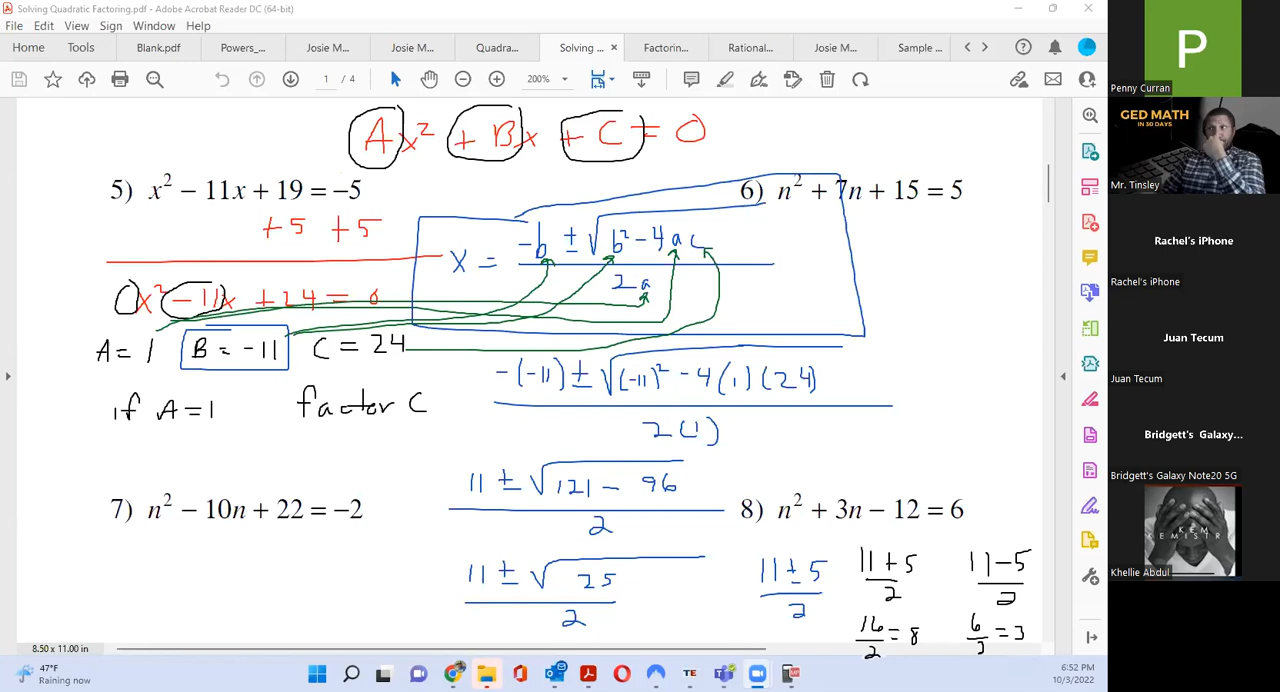 Solving Quadratic Factoring.pdf - Adobe Acrobat Reader DC (64-bit)
File Edit View Sign Window Help
Home Tools Blank.pdf Powers_... Josie M... Josie M... Quadra... Solving ... × Factorin... Rational... Josie M... Sample ...
1 / 4 200%
Ax² + Bx + C = 0
5) x² − 11x + 19 = −5
6) n² + 7n + 15 = 5
+5 +5
x = -b ± √b² - 4ac
2a
x² - 11x + 24 = 0
A = 1 B = -11 C = 24
-(-11) ± √(-11)² - 4(1)(24)
2(1)
if A = 1 factor C
11 ± √121 - 96
2
7) n² − 10n + 22 = −2
8) n² + 3n − 12 = 6
11 ± √25
2
11 ± 5
2
11 + 5
2
11 - 5
2
16/2 = 8
6/2 = 3
8.50 x 11.00 in
P
Penny Curran
GED MATH
IN 30 DAYS
Mr. Tinsley
Rachel's iPhone
Rachel's iPhone
Juan Tecum
Juan Tecum
Bridgett's Galaxy...
Bridgett's Galaxy Note20 5G
KEM
KEMISTRY
Khellie Abdul
47°F
Raining now
TE
6:52 PM
10/3/2022